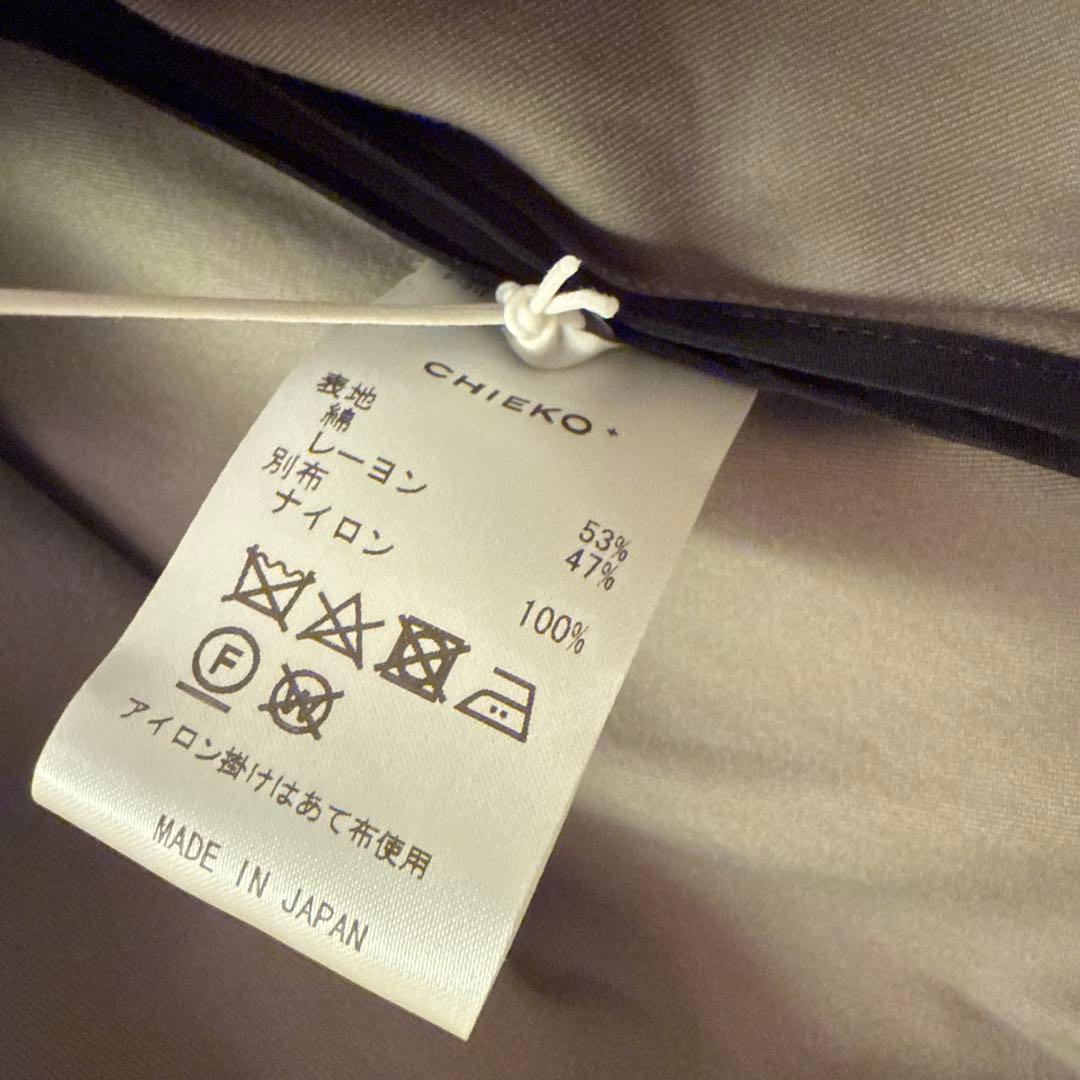 CHIEKO+
表地
綿 53%
レーヨン 47%
別布
ナイロン 100%
F W
アイロン掛けはあて布使用
MADE IN JAPAN